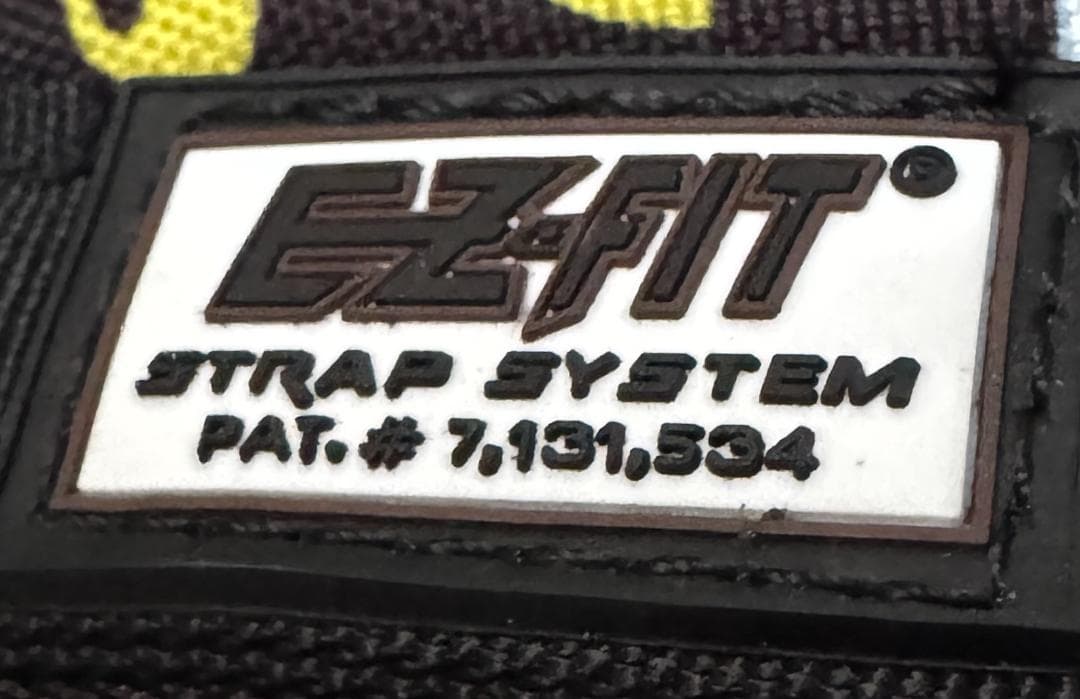 EZ-FIT®
STRAP SYSTEM
PAT. # 7,131,534